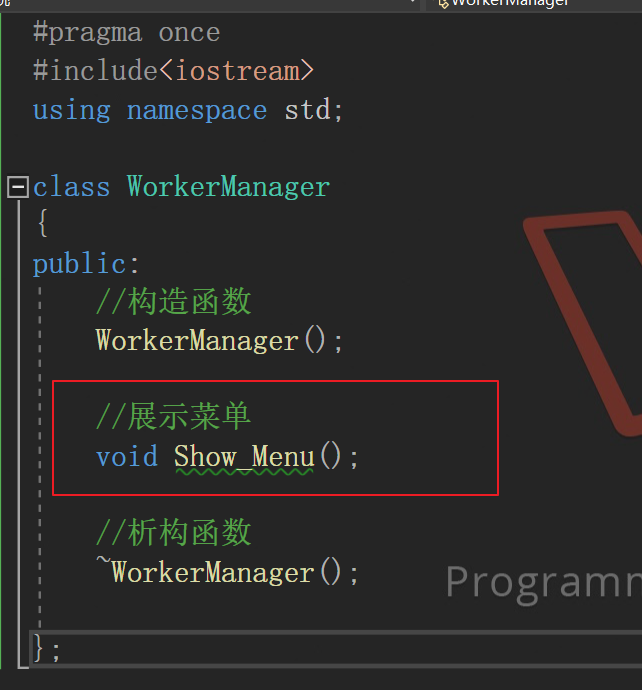 WorkerManager
#pragma once
#include<iostream>
using namespace std;
class WorkerManager
{
public:
//构造函数
WorkerManager();
//展示菜单
void Show_Menu();
//析构函数
~WorkerManager();
};